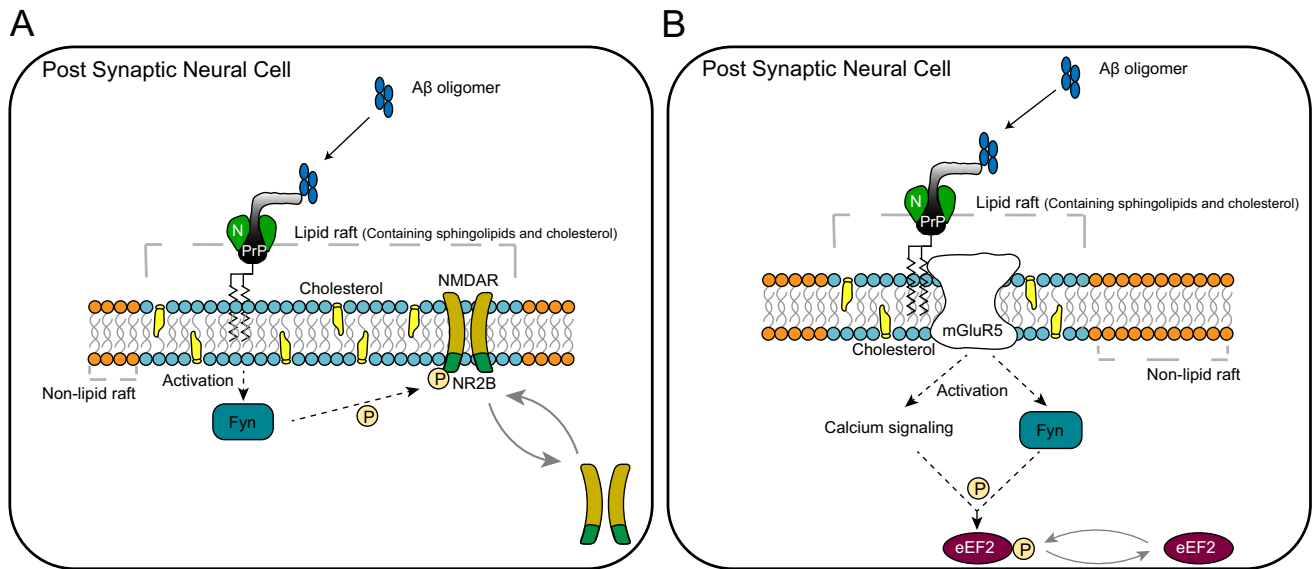 A
Post Synaptic Neural Cell
Aβ oligomer
N
PrP
Lipid raft (Containing sphingolipids and cholesterol)
Cholesterol
NMDAR
Non-lipid raft
Activation
P
NR2B
Fyn
P
B
Post Synaptic Neural Cell
Aβ oligomer
N
PrP
Lipid raft (Containing sphingolipids and cholesterol)
mGluR5
Cholesterol
Non-lipid raft
Activation
Calcium signaling
Fyn
P
eEF2
P
eEF2